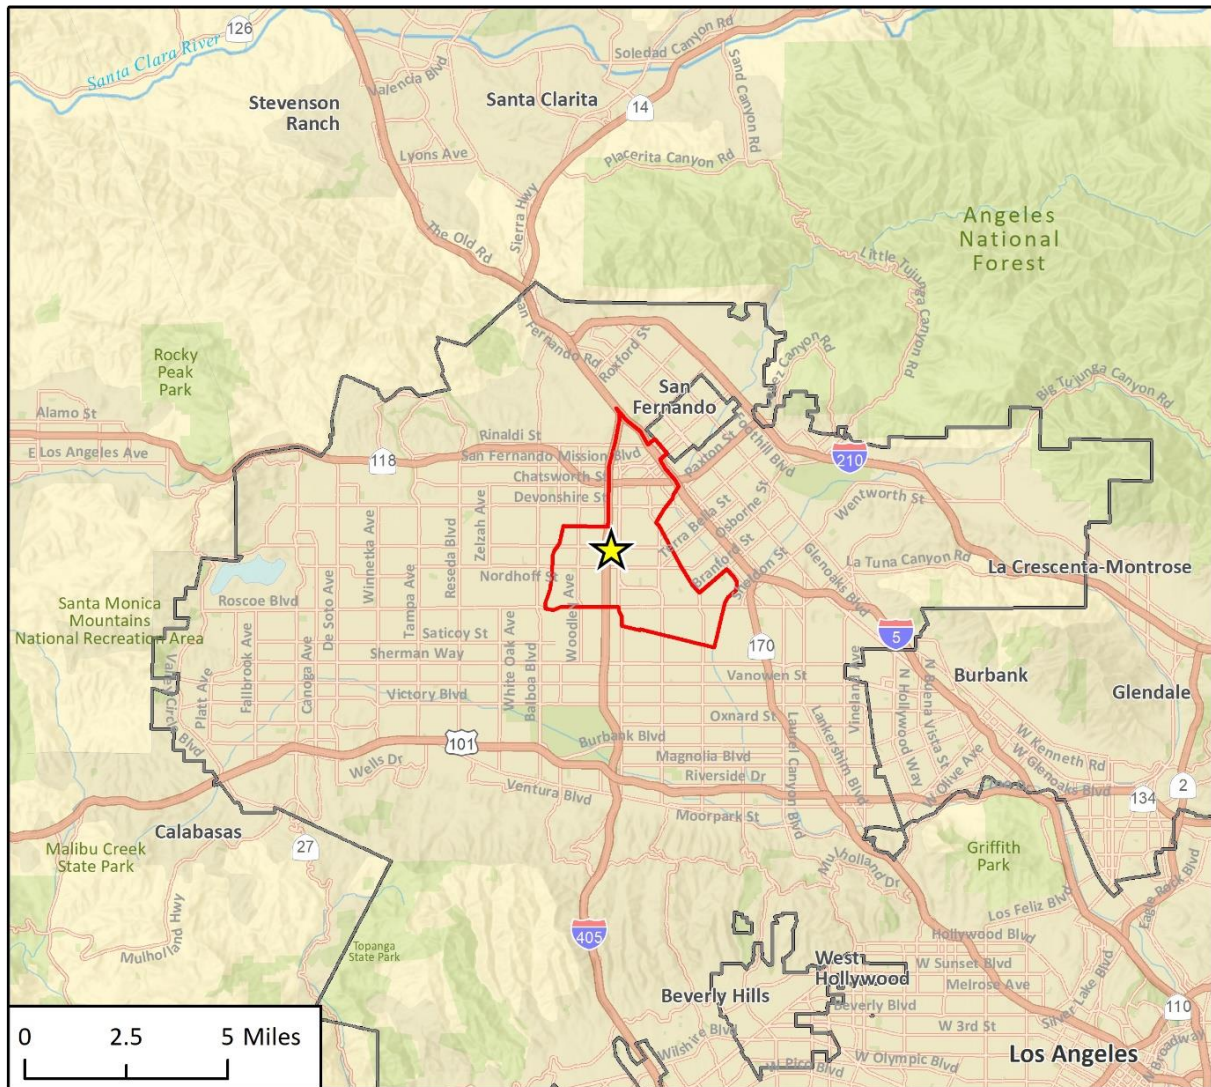 126
Santa Clara River
Soledad Canyon Rd
Valencia Blvd
Sand Canyon Rd
Stevenson
Ranch
Santa Clarita
14
Lyons Ave
Placerita Canyon Rd
Sierra Hwy
The Old Rd
Angeles
National
Forest
Little Tujunga Canyon Rd
San Fernando Rd
Roxford St
Rocky
Peak
Park
San
Fernando
Big Tujunga Canyon Rd
Alamo St
E Los Angeles Ave
118
Rinaldi St
San Fernando Mission Blvd
Chatsworth St
Devonshire St
Paxton St
Foothill Blvd
210
Wentworth St
Terra Bella St
Osborne St
Branford St
Sheldon St
Glenoaks Blvd
La Tuna Canyon Rd
La Crescenta-Montrose
Winnetka Ave
Reseda Blvd
Zelzah Ave
Nordhoff St
De Soto Ave
Tampa Ave
Woodley Ave
Santa Monica
Mountains
National Recreation Area
Roscoe Blvd
Saticoy St
Sherman Way
White Oak Ave
Balboa Blvd
170
5
Vanowen St
Valley Circle Blvd
Platt Ave
Fallbrook Ave
Canoga Ave
Victory Blvd
Vineland Ave
N Hollywood Way
N Buena Vista St
Burbank
Glendale
Oxnard St
101
Burbank Blvd
Magnolia Blvd
Riverside Dr
Laurel Canyon Blvd
Lankershim Blvd
W Olive Ave
W Kenneth Rd
W Glenoaks Blvd
Wells Dr
Ventura Blvd
Moorpark St
134
2
Calabasas
27
Malibu Creek
State Park
Griffith
Park
Mulholland Dr
Mulholland Hwy
Topanga
State Park
405
Los Feliz Blvd
Eagle Rock Blvd
Hollywood Blvd
West
Hollywood
W Sunset Blvd
Melrose Ave
Beverly Hills
Beverly Blvd
Silver Lake Blvd
110
W 3rd St
Wilshire Blvd
W Pico Blvd
W Olympic Blvd
Los Angeles
N Broadway
0 2.5 5 Miles